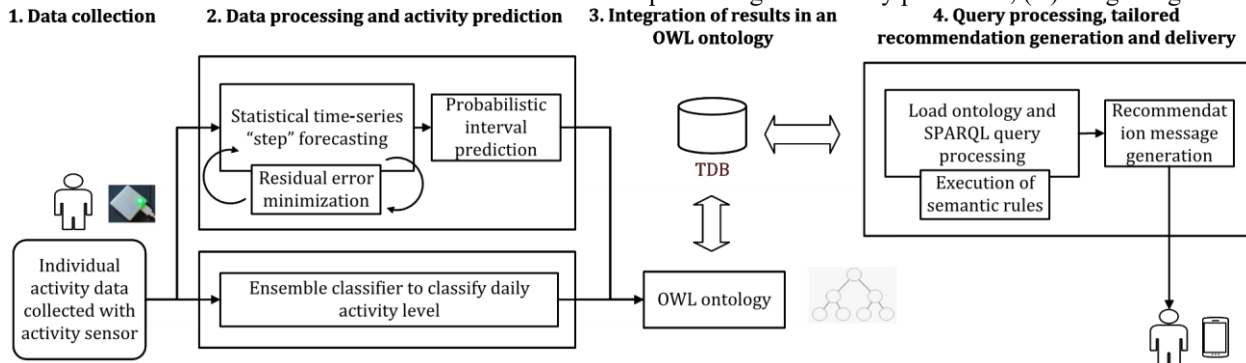 1. Data collection
2. Data processing and activity prediction
3. Integration of results in an
OWL ontology
4. Query processing, tailored
recommendation generation and delivery
Statistical time-series
“step” forecasting
Residual error
minimization
Probabilistic
interval
prediction
Ensemble classifier to classify daily
activity level
Individual
activity data
collected with
activity sensor
TDB
OWL ontology
Load ontology and
SPARQL query
processing
Execution of
semantic rules
Recommendat
ion message
generation